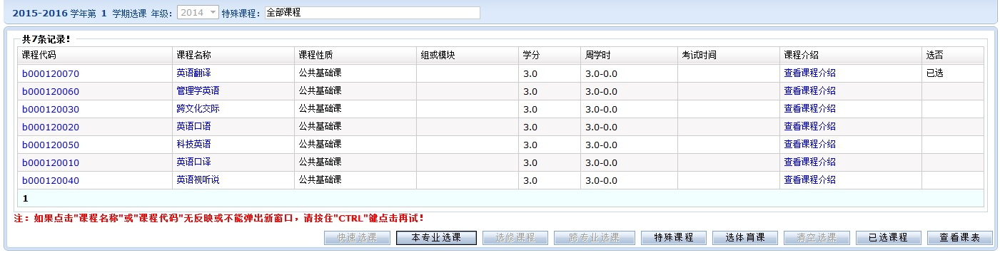 2015-2016 学年第 1 学期选课 年级： 2014 特殊课程： 全部课程
共7条记录！
课程代码 课程名称 课程性质 组或模块 学分 周学时 考试时间 课程介绍 选否
b000120070 英语翻译 公共基础课 3.0 3.0-0.0 查看课程介绍 已选
b000120060 管理学英语 公共基础课 3.0 3.0-0.0 查看课程介绍
b000120030 跨文化交际 公共基础课 3.0 3.0-0.0 查看课程介绍
b000120020 英语口语 公共基础课 3.0 3.0-0.0 查看课程介绍
b000120050 科技英语 公共基础课 3.0 3.0-0.0 查看课程介绍
b000120010 英语口译 公共基础课 3.0 3.0-0.0 查看课程介绍
b000120040 英语视听说 公共基础课 3.0 3.0-0.0 查看课程介绍
1
注：如果点击"课程名称"或"课程代码"无反映或不能弹出新窗口，请按住"CTRL"键点击再试！
快速选课 本专业选课 选修课程 跨专业选课 特殊课程 选体育课 清空选课 已选课程 查看课表